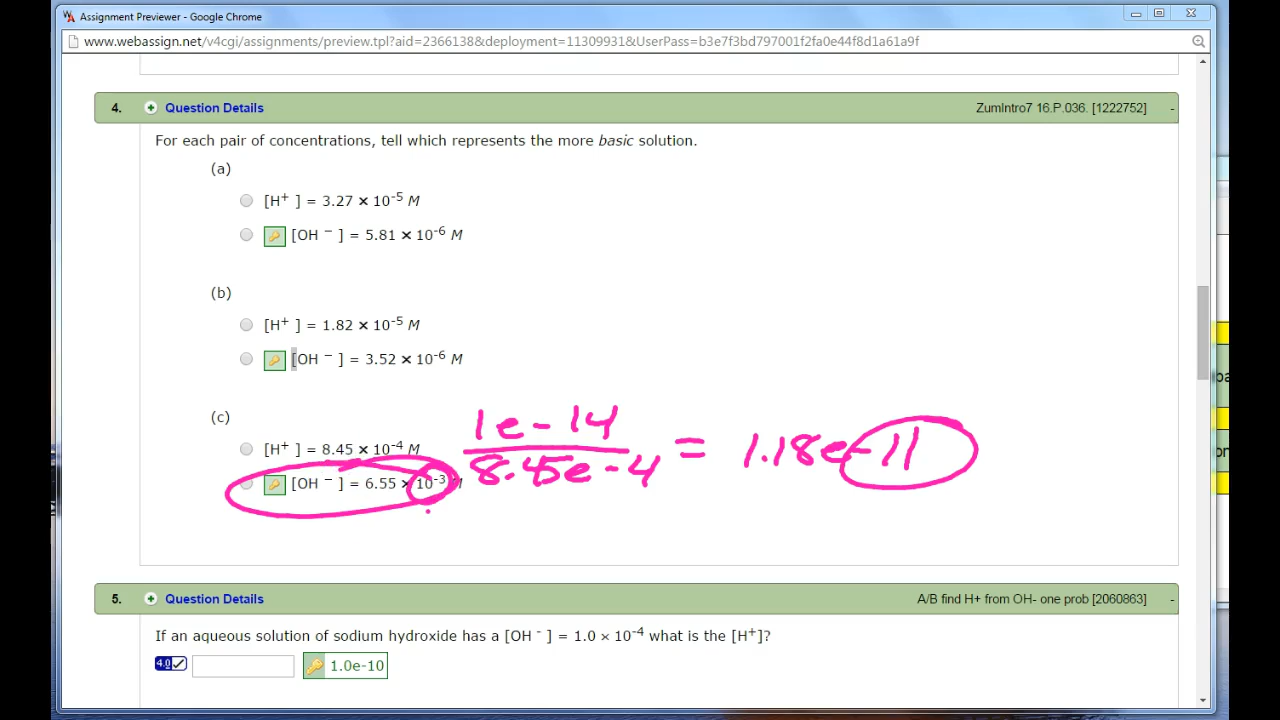 Assignment Previewer - Google Chrome
www.webassign.net/v4cgi/assignments/preview.tpl?aid=2366138&deployment=11309931&UserPass=b3e7f3bd797001f2fa0e44f8d1a61a9f
4. Question Details ZumIntro7 16.P.036. [1222752] -
For each pair of concentrations, tell which represents the more basic solution.
(a)
[H+ ] = 3.27 × 10-5 M
[OH − ] = 5.81 × 10-6 M
(b)
[H+ ] = 1.82 × 10-5 M
[OH − ] = 3.52 × 10-6 M
(c)
[H+ ] = 8.45 × 10-4 M
[OH − ] = 6.55 × 10-3 M
1e-14
8.45e-4
= 1.18e-11
5. Question Details A/B find H+ from OH- one prob [2060863] -
If an aqueous solution of sodium hydroxide has a [OH - ] = 1.0 × 10-4 what is the [H+]?
4.0 1.0e-10